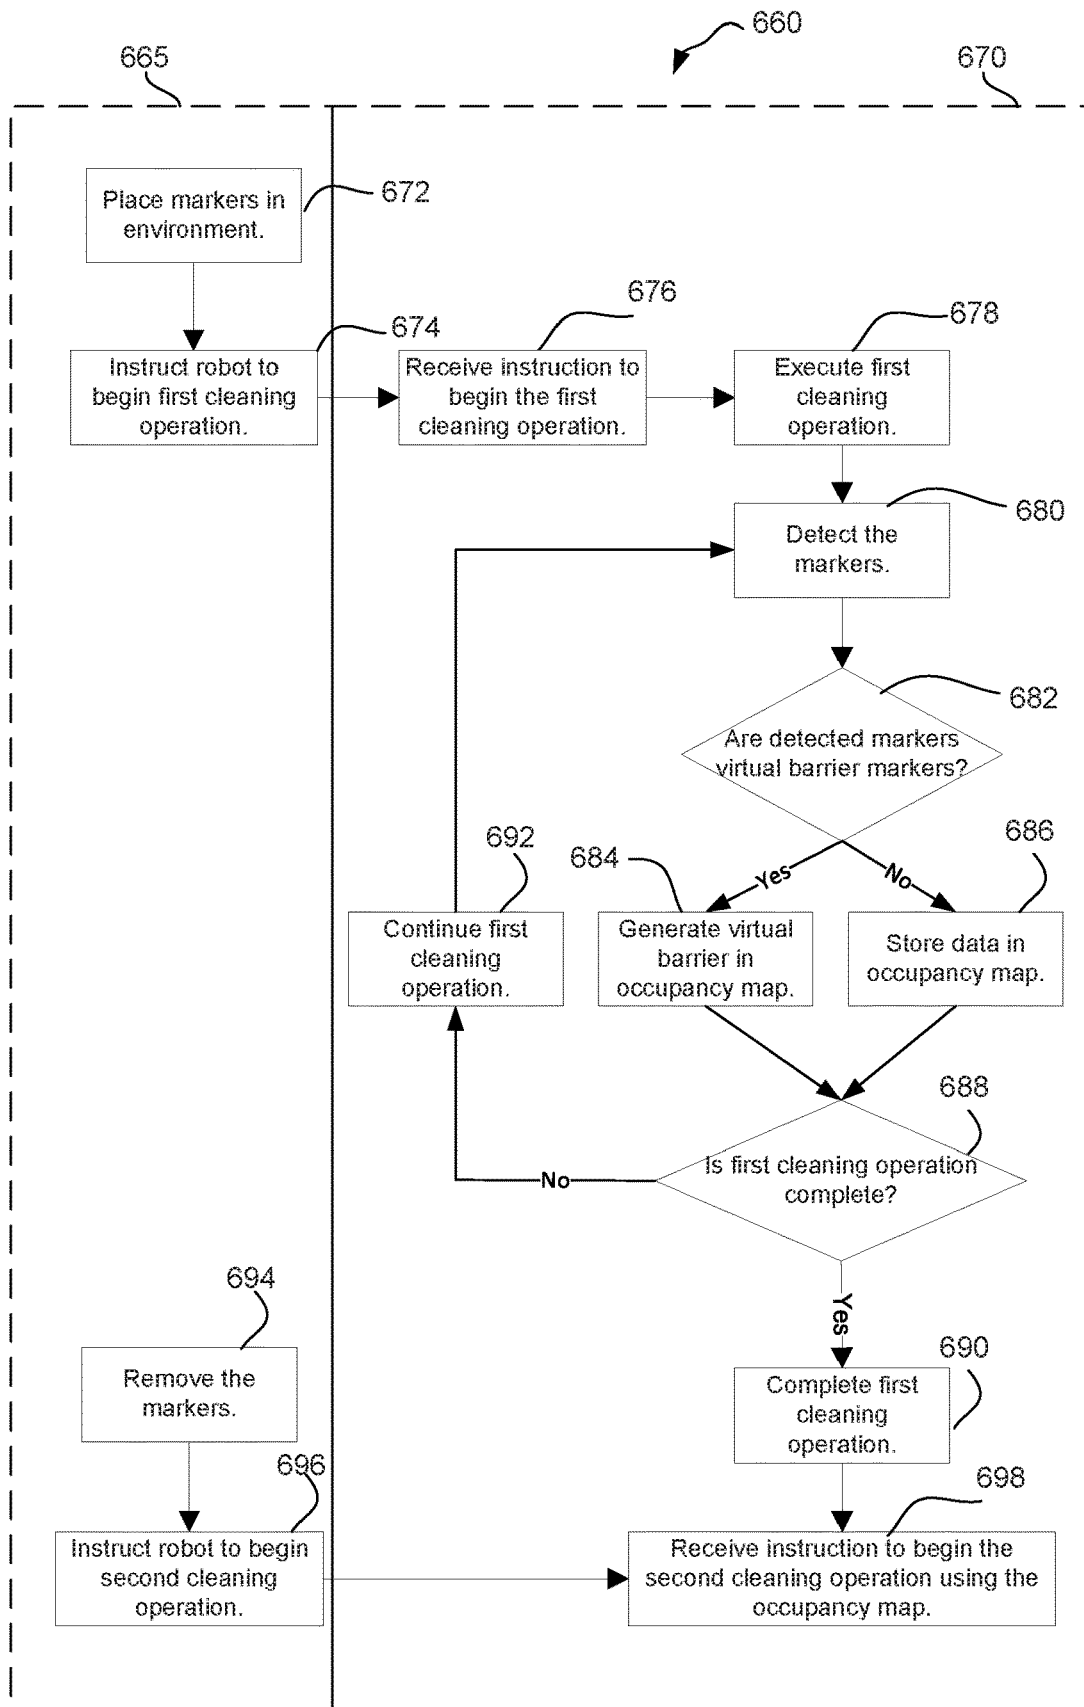 660
665
670
Place markers in
environment.
672
674
676
678
Instruct robot to
begin first cleaning
operation.
Receive instruction to
begin the first
cleaning operation.
Execute first
cleaning
operation.
680
Detect the
markers.
682
Are detected markers
virtual barrier markers?
692
684
Yes
No
686
Continue first
cleaning
operation.
Generate virtual
barrier in
occupancy map.
Store data in
occupancy map.
688
Is first cleaning operation
complete?
No
694
Yes
690
Remove the
markers.
Complete first
cleaning
operation.
696
698
Instruct robot to begin
second cleaning
operation.
Receive instruction to begin the
second cleaning operation using the
occupancy map.